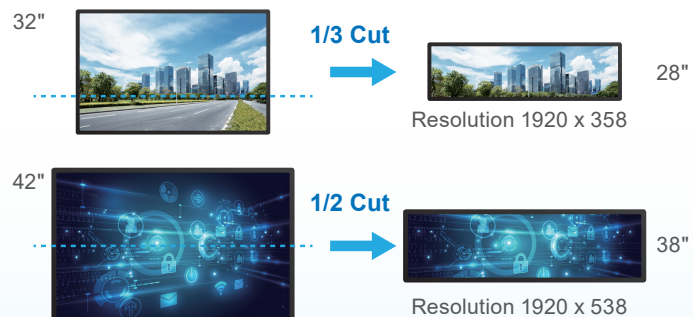 32"
1/3 Cut
28"
Resolution 1920 x 358
42"
1/2 Cut
38"
Resolution 1920 x 538